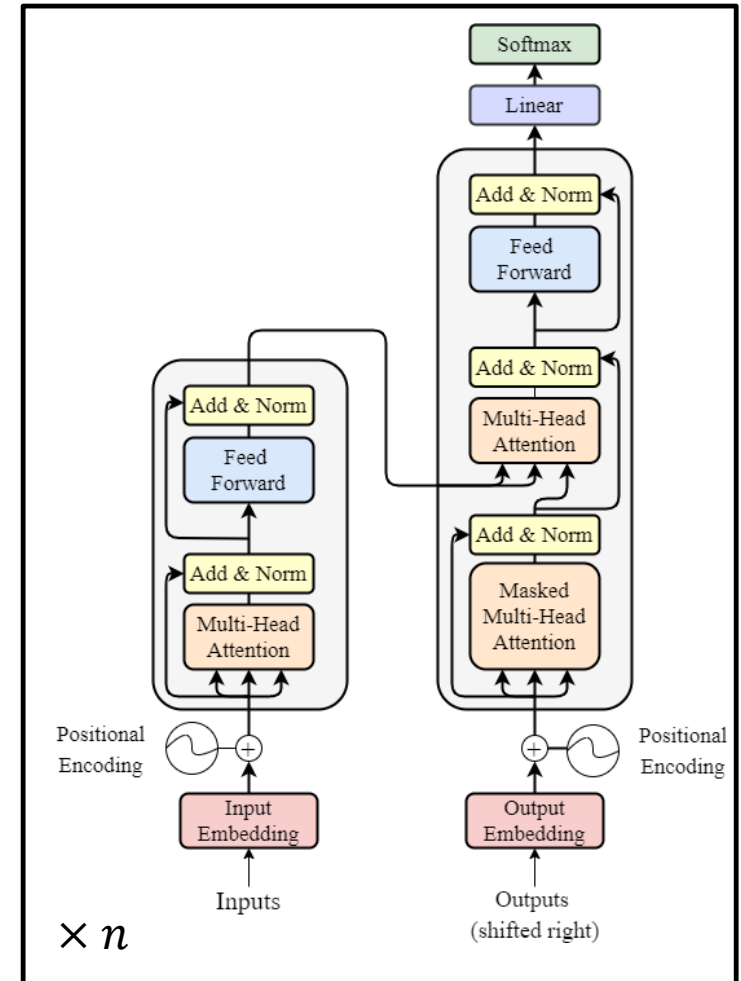 Softmax
Linear
Add & Norm
Feed
Forward
Add & Norm
Multi-Head
Attention
Add & Norm
Masked
Multi-Head
Attention
Positional
Encoding
+
Output
Embedding
Outputs
(shifted right)
Add & Norm
Feed
Forward
Add & Norm
Multi-Head
Attention
Positional
Encoding
+
Input
Embedding
Inputs
× n